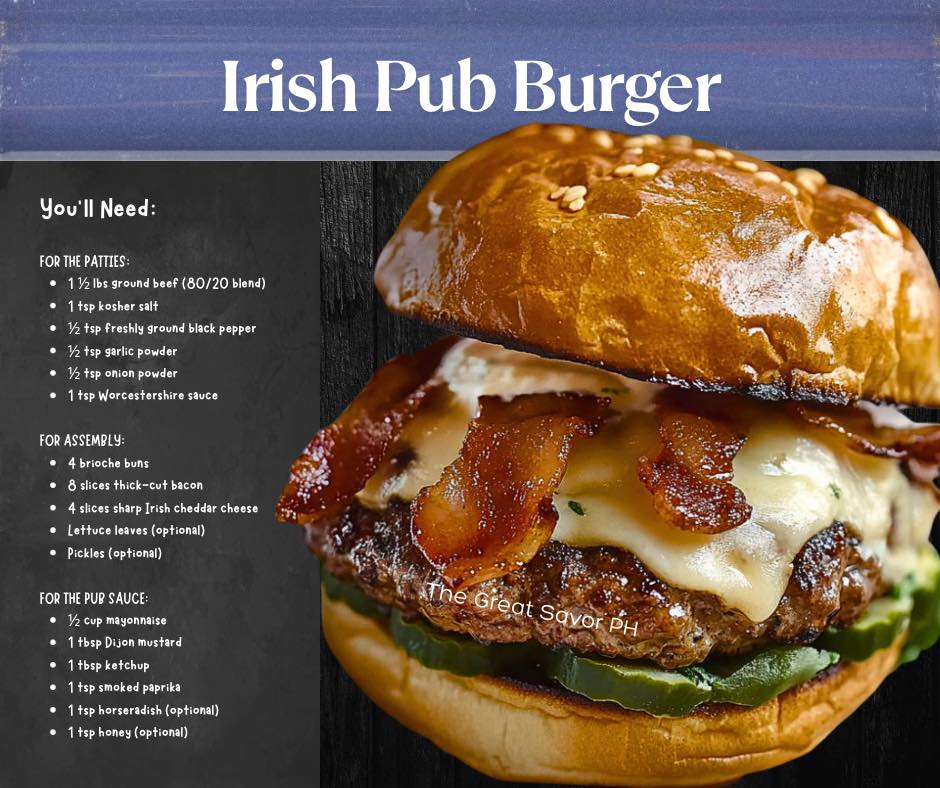 Irish Pub Burger
You'll Need:
FOR THE PATTIES:
• 1 ½ lbs ground beef (80/20 blend)
• 1 tsp kosher salt
• ½ tsp freshly ground black pepper
• ½ tsp garlic powder
• ½ tsp onion powder
• 1 tsp Worcestershire sauce
FOR ASSEMBLY:
• 4 brioche buns
• 8 slices thick-cut bacon
• 4 slices sharp Irish cheddar cheese
• Lettuce leaves (optional)
• Pickles (optional)
FOR THE PUB SAUCE:
• ½ cup mayonnaise
• 1 tbsp Dijon mustard
• 1 tbsp ketchup
• 1 tsp smoked paprika
• 1 tsp horseradish (optional)
• 1 tsp honey (optional)
The Great Savor PH